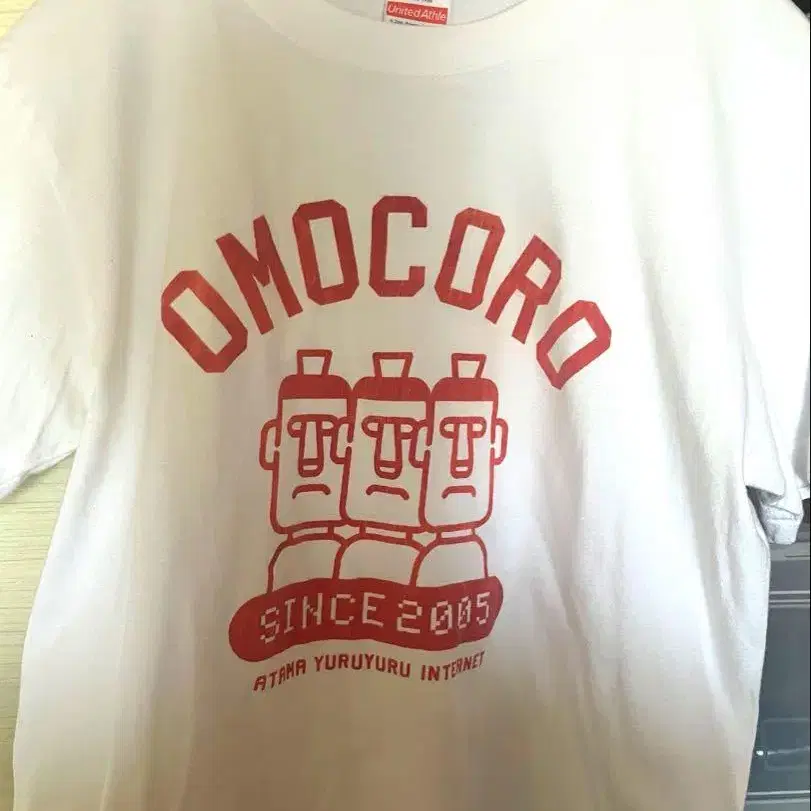 United Athle
OMOCORO
SINCE 2005
ATAMA YURUYURU INTERNET